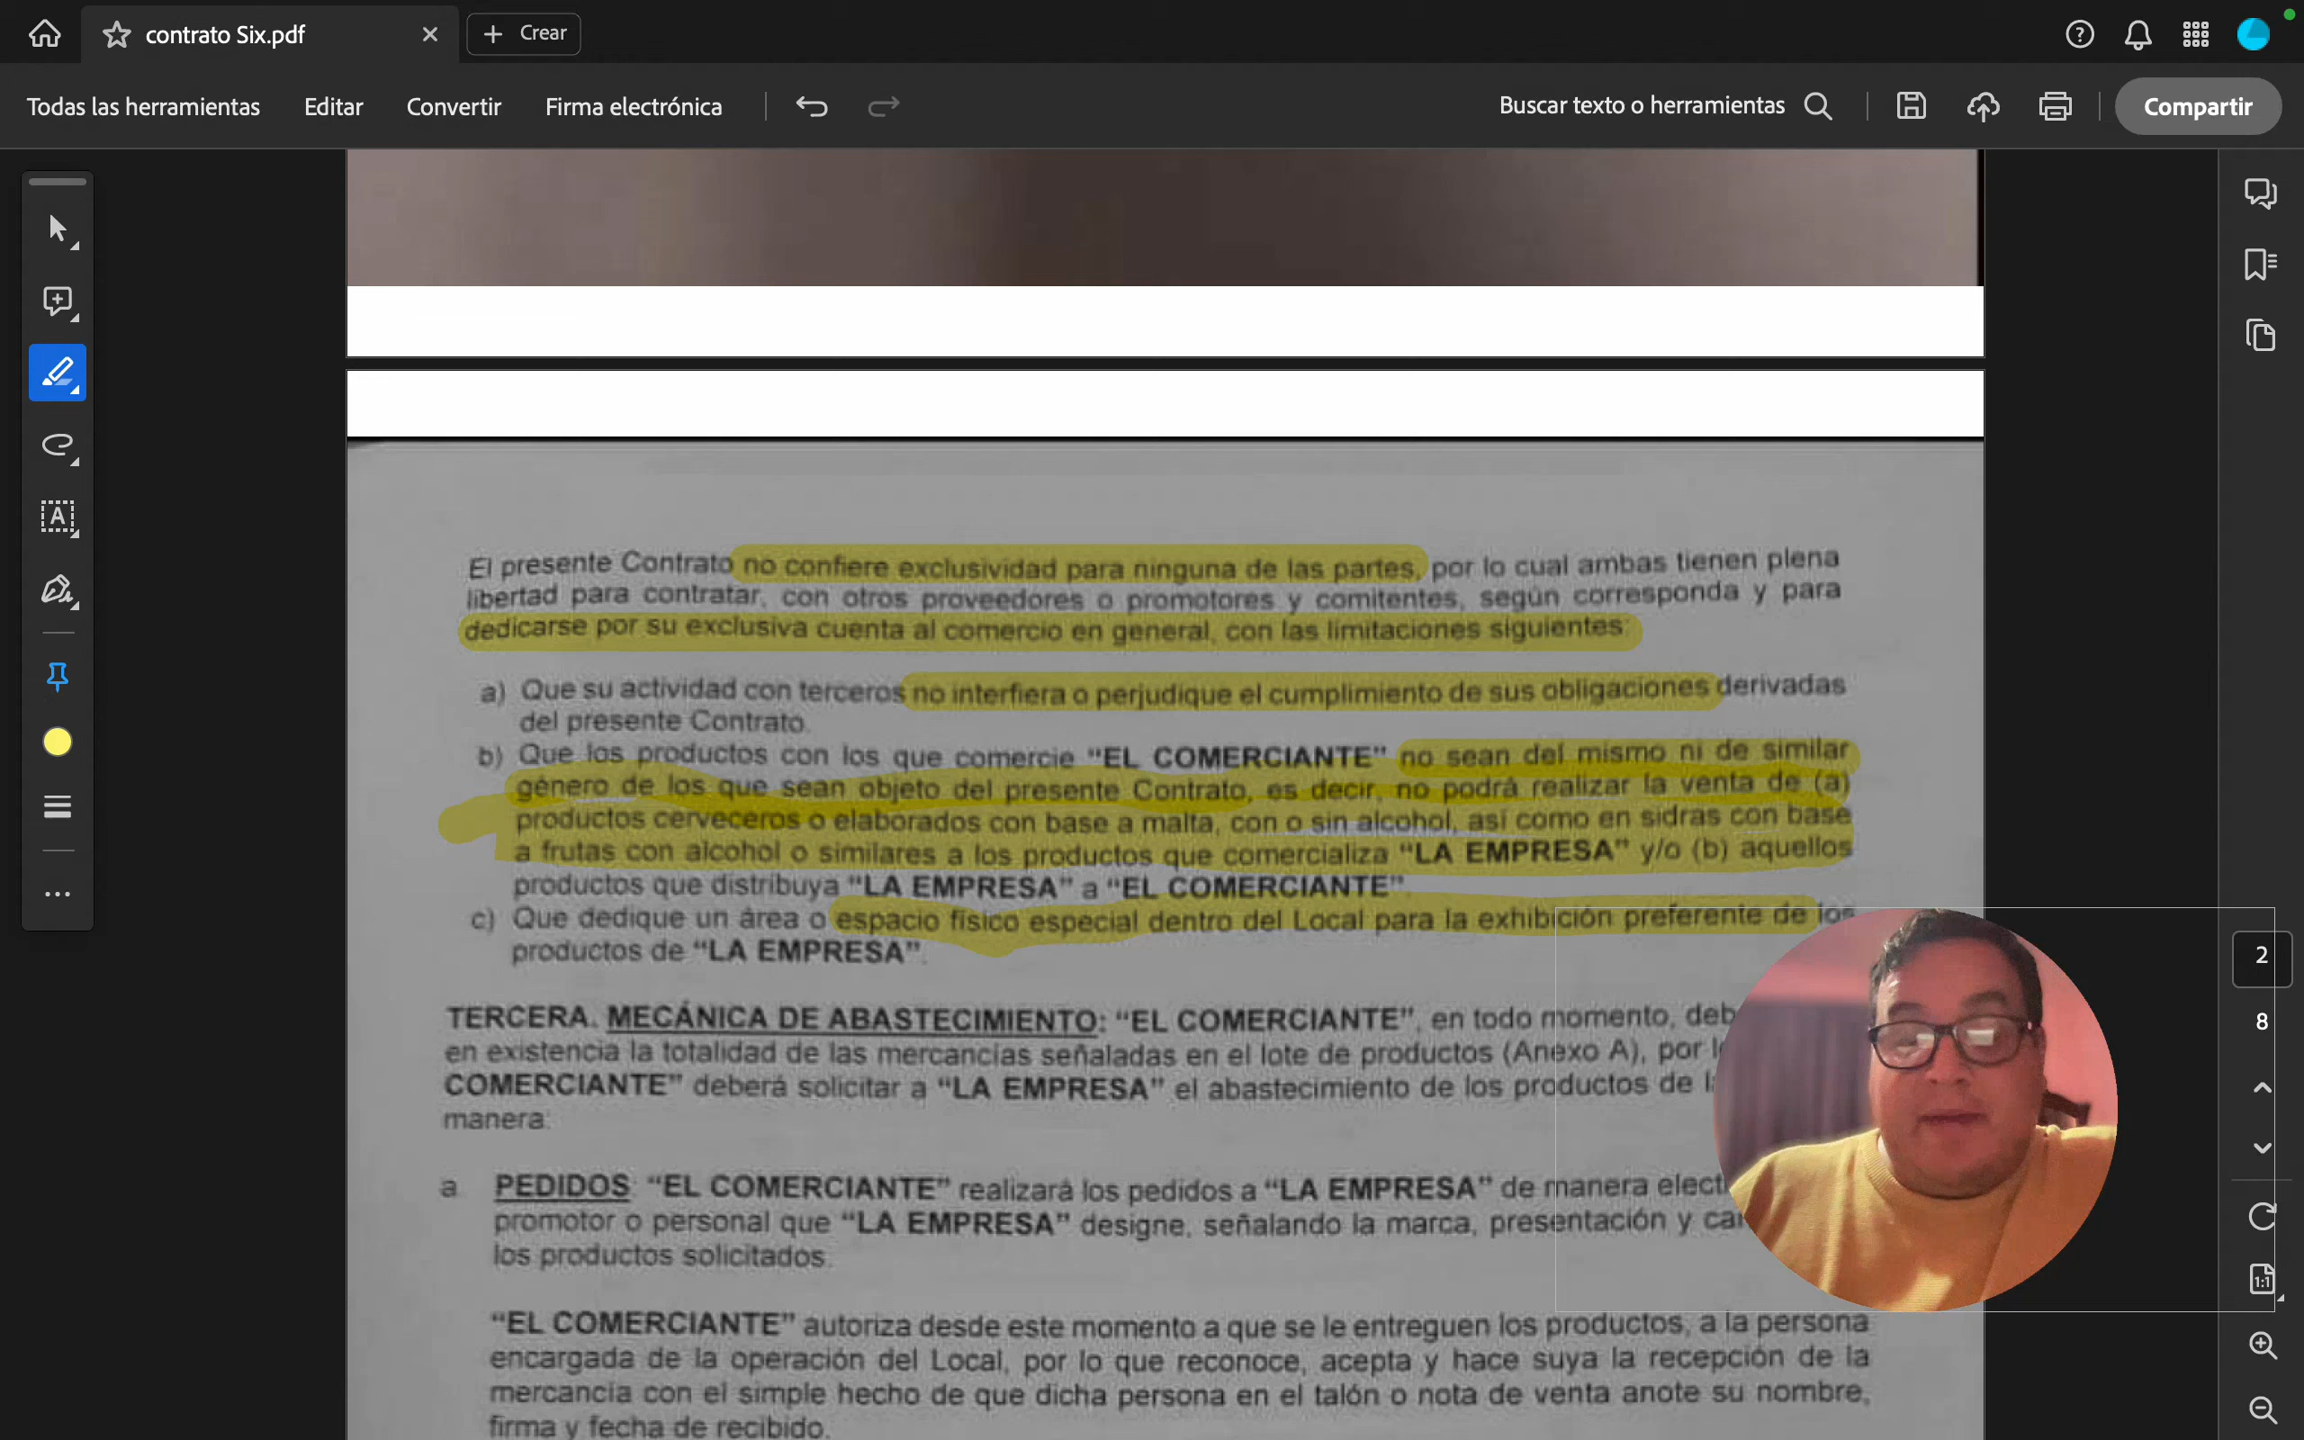 contrato Six.pdf
Crear
Todas las herramientas
Editar
Convertir
Firma electrónica
Buscar texto o herramientas
Compartir
El presente Contrato no confiere exclusividad para ninguna de las partes, por lo cual ambas tienen plena
libertad para contratar, con otros proveedores o promotores y comitentes, según corresponda y para
dedicarse por su exclusiva cuenta al comercio en general, con las limitaciones siguientes:
a) Que su actividad con terceros no interfiera o perjudique el cumplimiento de sus obligaciones derivadas
del presente Contrato.
b) Que los productos con los que comercie “EL COMERCIANTE” no sean del mismo ni de similar
género de los que sean objeto del presente Contrato, es decir, no podrá realizar la venta de (a)
productos cerveceros o elaborados con base a malta, con o sin alcohol, así como en sidras con base
a frutas con alcohol o similares a los productos que comercializa “LA EMPRESA” y/o (b) aquellos
productos que distribuya “LA EMPRESA” a “EL COMERCIANTE”.
c) Que dedique un área o espacio físico especial dentro del Local para la exhibición preferente de los
productos de “LA EMPRESA”.
TERCERA. MECÁNICA DE ABASTECIMIENTO: “EL COMERCIANTE”, en todo momento, deb
en existencia la totalidad de las mercancías señaladas en el lote de productos (Anexo A), por l
COMERCIANTE” deberá solicitar a “LA EMPRESA” el abastecimiento de los productos de l
manera:
a. PEDIDOS: “EL COMERCIANTE” realizará los pedidos a “LA EMPRESA” de manera elect
promotor o personal que “LA EMPRESA” designe, señalando la marca, presentación y ca
los productos solicitados.
“EL COMERCIANTE” autoriza desde este momento a que se le entreguen los productos, a la persona
encargada de la operación del Local, por lo que reconoce, acepta y hace suya la recepción de la
mercancía con el simple hecho de que dicha persona en el talón o nota de venta anote su nombre,
firma y fecha de recibido.
2
8
1:1